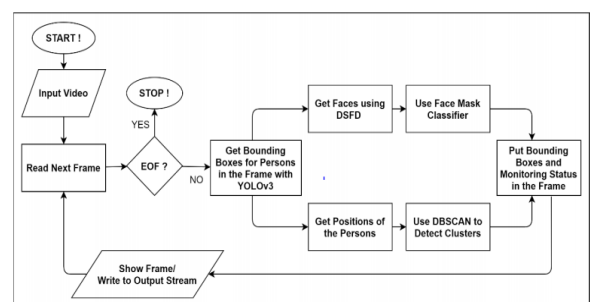 START !
Input Video
STOP !
YES
Read Next Frame
EOF ?
NO
Get Bounding
Boxes for Persons
in the Frame with
YOLOv3
Get Faces using
DSFD
Use Face Mask
Classifier
Get Positions of
the Persons
Use DBSCAN to
Detect Clusters
Put Bounding
Boxes and
Monitoring Status
in the Frame
Show Frame/
Write to Output Stream